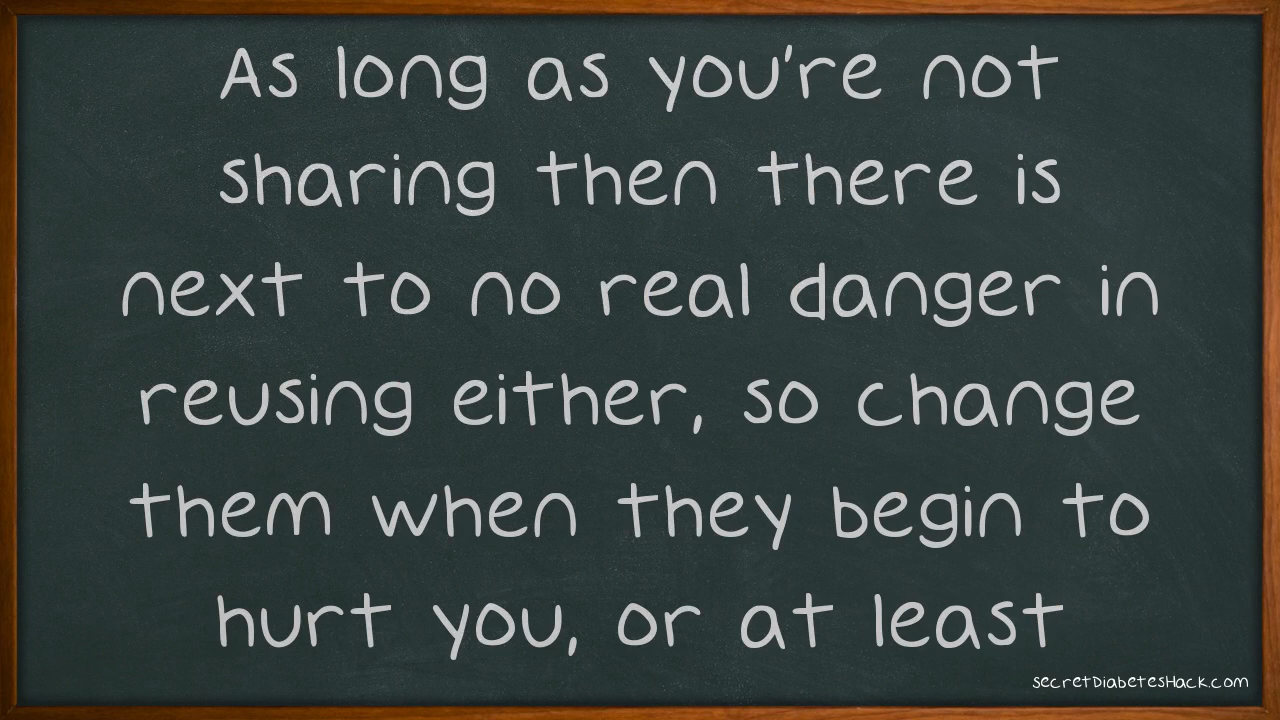 As long as you're not
sharing then there is
next to no real danger in
reusing either, so change
them when they begin to
hurt you, or at least
secretDiabetesHack.com